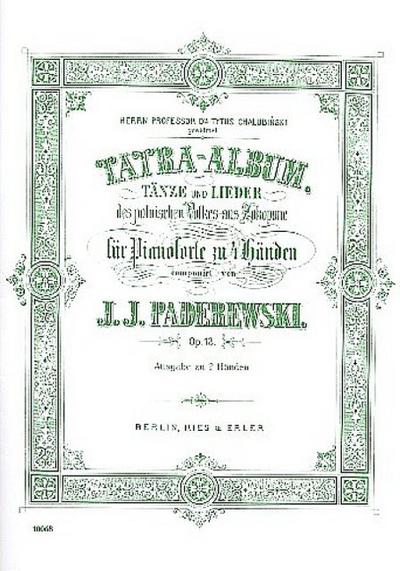 HERRN PROFESSOR DR TYTUS CHAŁUBIŃSKI
gewidmet
TATRA-ALBUM.
TÄNZE UND LIEDER
des polnischen Volkes aus Zakopane
für Pianoforte zu 4 Händen
componirt von
J. J. PADEREWSKI.
Op. 12.
Ausgabe zu 2 Händen
BERLIN, RIES & ERLER
10068